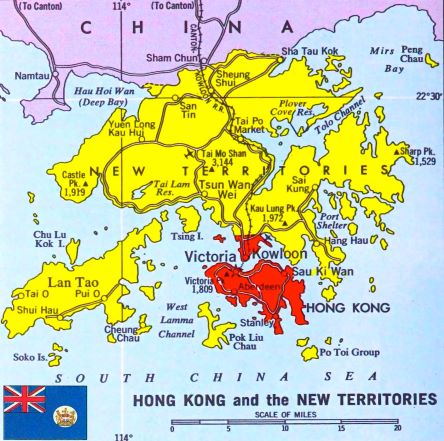 (To Canton)
114°
(To Canton)
CHINA
CANTON-
KOWLOON R.R.
Sham Chun
Sha Tau Kok
Mirs
Bay
Peng
Chau
Namtau
Sheung
Shui
Hau Hoi Wan
(Deep Bay)
22°30'
San
Tin
Plover
Cove Res.
Tolo Channel
Yuen Long
Kau Hui
Tai Po
Market
Tai Mo Shan
3,144
Sharp Pk.
1,529
Castle
Pk.
1,919
NEW TERRITORIES
Tai Lam
Res.
Tsun Wan
Wei
Sai
Kung
Kau Lung Pk.
1,972
Port
Shelter
Chu Lu
Kok I.
Tsing I.
Hang Hau
Kowloon
Victoria
Sau Ki Wan
Lan Tao
Victoria Pk.
1,809
Aberdeen
Tai O
Pui O
HONG KONG
Shui Hau
West
Lamma
Channel
Stanley
Cheung
Chau
Pok Liu
Chau
Soko Is.
Po Toi Group
SOUTH CHINA SEA
HONG KONG and the NEW TERRITORIES
SCALE OF MILES
0 5 10 15 20
114°